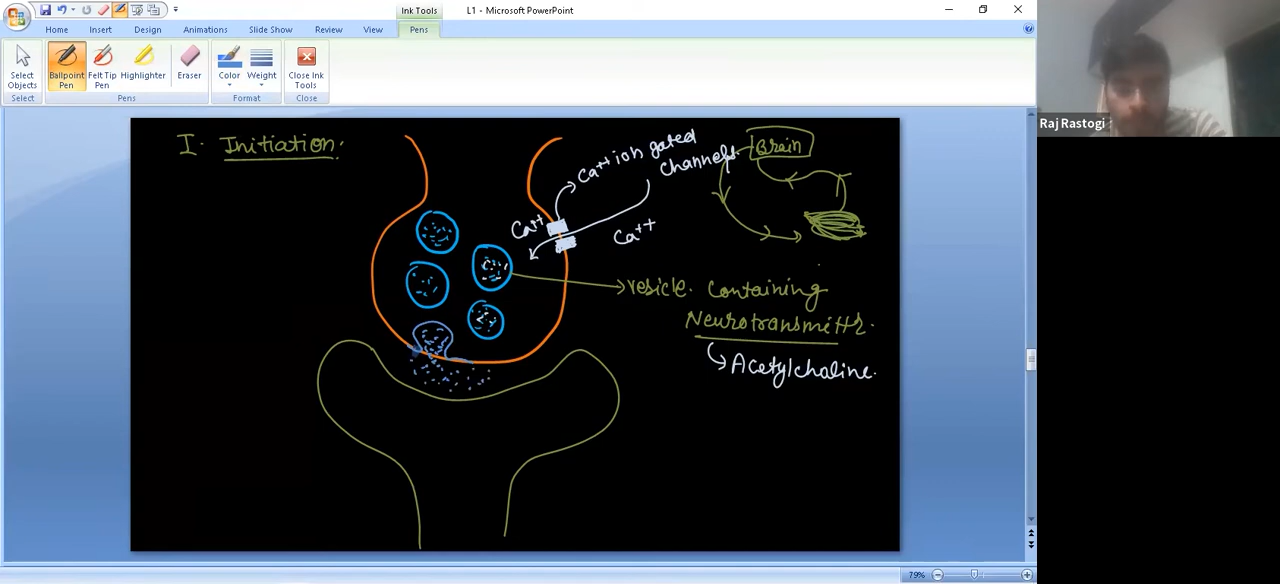 Ink Tools
L1 - Microsoft PowerPoint
Home Insert Design Animations Slide Show Review View Pens
Select Objects
Ballpoint Pen
Felt Tip Pen
Highlighter
Eraser
Color
Weight
Close Ink Tools
Select
Pens
Format
Close
Raj Rastogi
I. Initiation:
Ca++ ion gated
channels.
Brain
Ca++
Ca++
vesicle. Containing
Neurotransmittr.
Acetylcholine.
79%